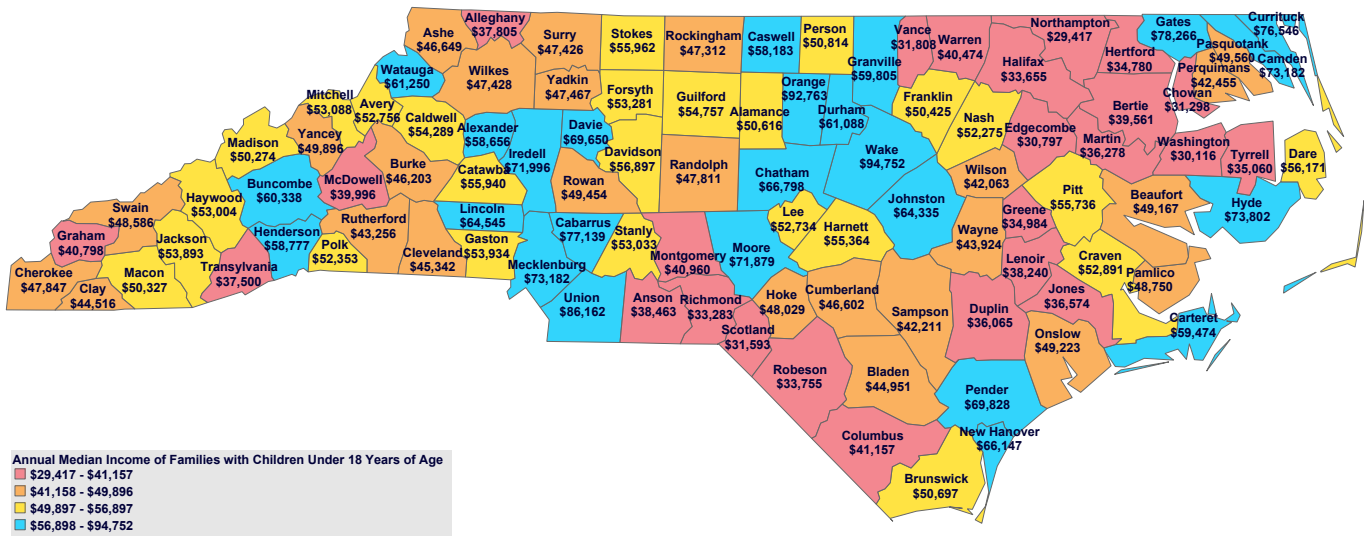 Alleghany
$37,805
Ashe
$46,649
Surry
$47,426
Stokes
$55,962
Rockingham
$47,312
Caswell
$58,183
Person
$50,814
Granville
$59,805
Vance
$31,808
Warren
$40,474
Northampton
$29,417
Halifax
$33,655
Hertford
$34,780
Gates
$78,266
Currituck
$76,546
Pasquotank
$49,560
Camden
$73,182
Perquimans
$42,455
Chowan
$31,298
Bertie
$39,561
Watauga
$61,250
Wilkes
$47,428
Yadkin
$47,467
Forsyth
$53,281
Guilford
$54,757
Alamance
$50,616
Orange
$92,763
Durham
$61,088
Franklin
$50,425
Nash
$52,275
Edgecombe
$30,797
Martin
$36,278
Washington
$30,116
Tyrrell
$35,060
Dare
$56,171
Mitchell
$53,088
Avery
$52,756
Caldwell
$54,289
Alexander
$58,656
Iredell
$71,996
Davie
$69,650
Davidson
$56,897
Randolph
$47,811
Chatham
$66,798
Wake
$94,752
Johnston
$64,335
Wilson
$42,063
Pitt
$55,736
Beaufort
$49,167
Hyde
$73,802
Madison
$50,274
Yancey
$49,896
McDowell
$39,996
Burke
$46,203
Catawba
$55,940
Rowan
$49,454
Swain
$48,586
Haywood
$53,004
Buncombe
$60,338
Rutherford
$43,256
Lincoln
$64,545
Cabarrus
$77,139
Stanly
$53,033
Montgomery
$40,960
Moore
$71,879
Lee
$52,734
Harnett
$55,364
Wayne
$43,924
Greene
$34,984
Lenoir
$38,240
Craven
$52,891
Pamlico
$48,750
Graham
$40,798
Jackson
$53,893
Henderson
$58,777
Polk
$52,353
Cleveland
$45,342
Gaston
$53,934
Mecklenburg
$73,182
Cherokee
$47,847
Clay
$44,516
Macon
$50,327
Transylvania
$37,500
Union
$86,162
Anson
$38,463
Richmond
$33,283
Scotland
$31,593
Hoke
$48,029
Cumberland
$46,602
Sampson
$42,211
Duplin
$36,065
Jones
$36,574
Onslow
$49,223
Carteret
$59,474
Robeson
$33,755
Bladen
$44,951
Pender
$69,828
Columbus
$41,157
New Hanover
$66,147
Brunswick
$50,697
Annual Median Income of Families with Children Under 18 Years of Age
$29,417 - $41,157
$41,158 - $49,896
$49,897 - $56,897
$56,898 - $94,752